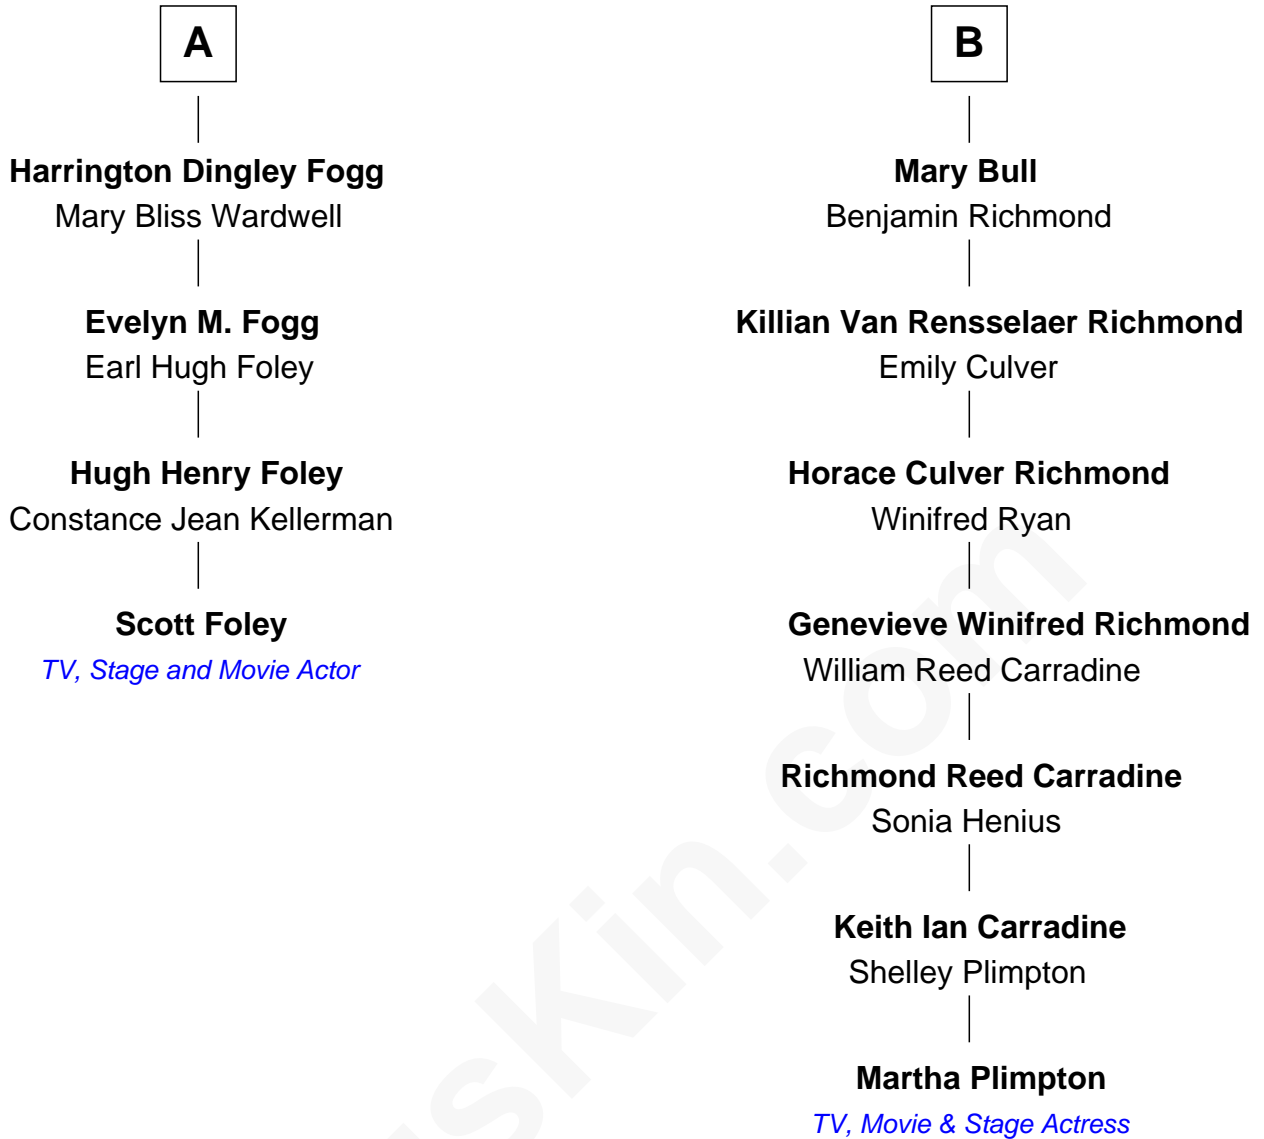 A
Harrington Dingley Fogg
Mary Bliss Wardwell
Evelyn M. Fogg
Earl Hugh Foley
Hugh Henry Foley
Constance Jean Kellerman
Scott Foley
TV, Stage and Movie Actor
B
Mary Bull
Benjamin Richmond
Killian Van Rensselaer Richmond
Emily Culver
Horace Culver Richmond
Winifred Ryan
Genevieve Winifred Richmond
William Reed Carradine
Richmond Reed Carradine
Sonia Henius
Keith Ian Carradine
Shelley Plimpton
Martha Plimpton
TV, Movie & Stage Actress
sKin.com